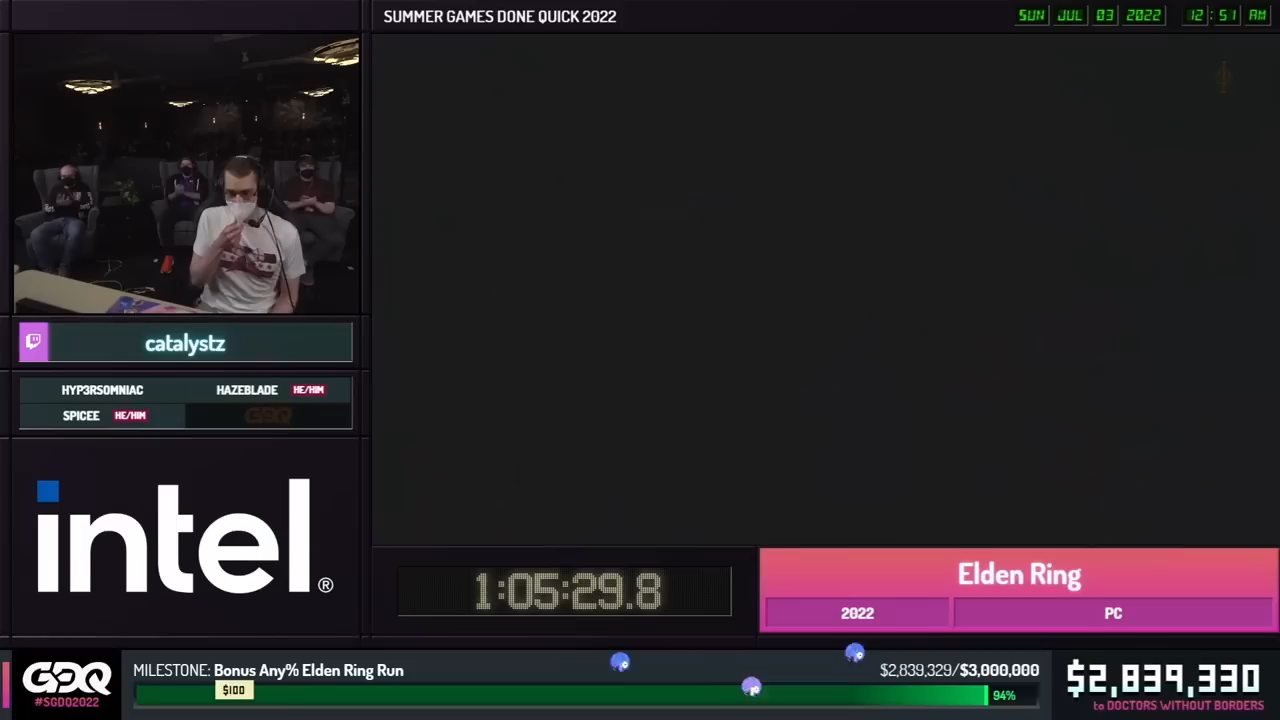 SUMMER GAMES DONE QUICK 2022
SUN JUL 03 2022 12:51 AM
catalystz
HYP3RSOMNIAC
HAZEBLADE HE/HIM
SPICEE HE/HIM
GDQ
intel®
1:05:29.8
Elden Ring
2022
PC
GDQ
#SGDQ2022
MILESTONE: Bonus Any% Elden Ring Run
$2,839,329/$3,000,000
$100
94%
$2,839,330
to DOCTORS WITHOUT BORDERS